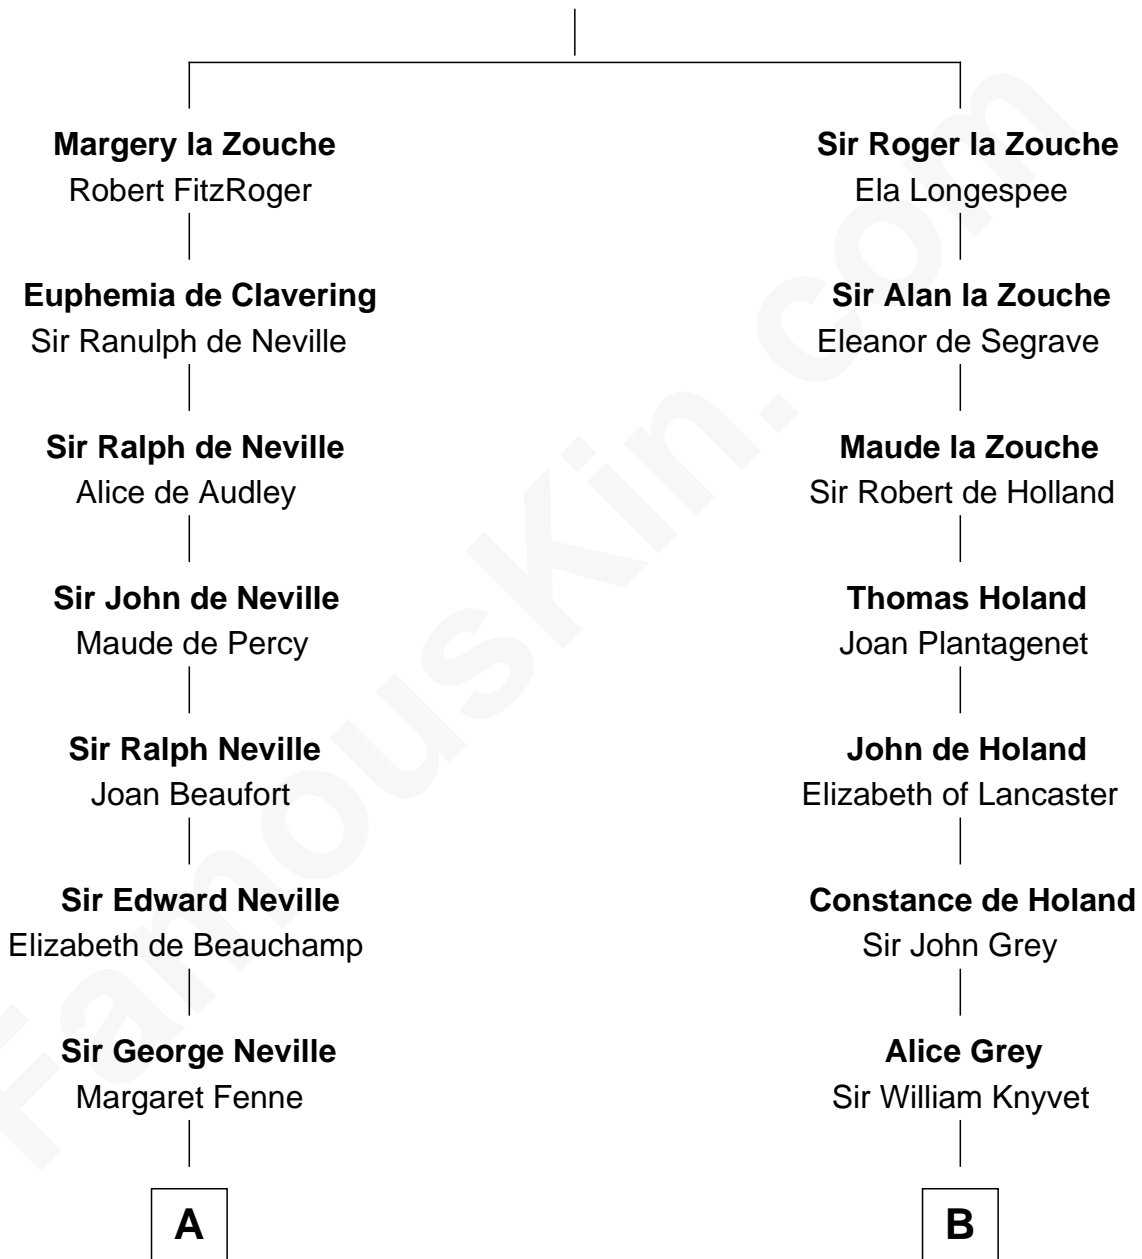 Margery la Zouche
Robert FitzRoger
Sir Roger la Zouche
Ela Longespee
Euphemia de Clavering
Sir Ranulph de Neville
Sir Alan la Zouche
Eleanor de Segrave
Sir Ralph de Neville
Alice de Audley
Maude la Zouche
Sir Robert de Holland
Sir John de Neville
Maude de Percy
Thomas Holand
Joan Plantagenet
Sir Ralph Neville
Joan Beaufort
John de Holand
Elizabeth of Lancaster
Sir Edward Neville
Elizabeth de Beauchamp
Constance de Holand
Sir John Grey
Sir George Neville
Margaret Fenne
Alice Grey
Sir William Knyvet
A
B
FamousKin.com